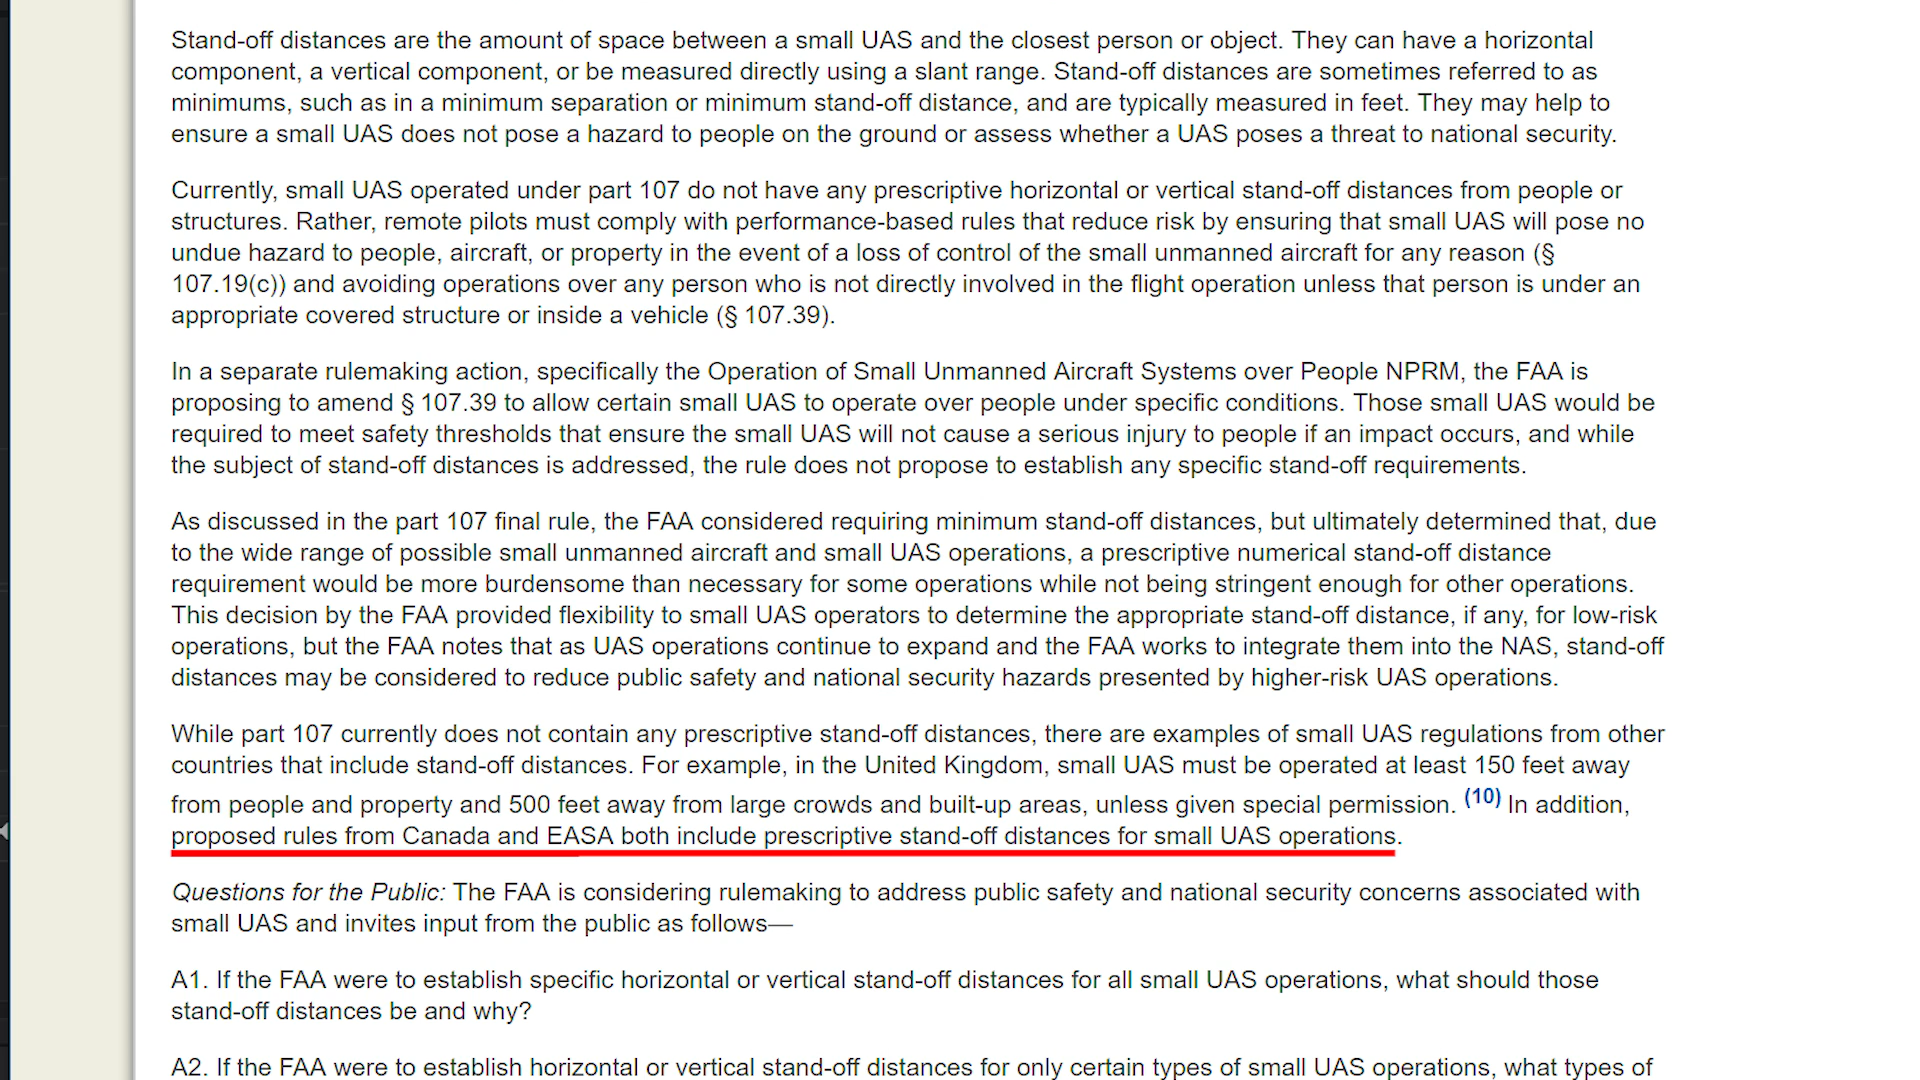 Stand-off distances are the amount of space between a small UAS and the closest person or object. They can have a horizontal
component, a vertical component, or be measured directly using a slant range. Stand-off distances are sometimes referred to as
minimums, such as in a minimum separation or minimum stand-off distance, and are typically measured in feet. They may help to
ensure a small UAS does not pose a hazard to people on the ground or assess whether a UAS poses a threat to national security.
Currently, small UAS operated under part 107 do not have any prescriptive horizontal or vertical stand-off distances from people or
structures. Rather, remote pilots must comply with performance-based rules that reduce risk by ensuring that small UAS will pose no
undue hazard to people, aircraft, or property in the event of a loss of control of the small unmanned aircraft for any reason (§
107.19(c)) and avoiding operations over any person who is not directly involved in the flight operation unless that person is under an
appropriate covered structure or inside a vehicle (§ 107.39).
In a separate rulemaking action, specifically the Operation of Small Unmanned Aircraft Systems over People NPRM, the FAA is
proposing to amend § 107.39 to allow certain small UAS to operate over people under specific conditions. Those small UAS would be
required to meet safety thresholds that ensure the small UAS will not cause a serious injury to people if an impact occurs, and while
the subject of stand-off distances is addressed, the rule does not propose to establish any specific stand-off requirements.
As discussed in the part 107 final rule, the FAA considered requiring minimum stand-off distances, but ultimately determined that, due
to the wide range of possible small unmanned aircraft and small UAS operations, a prescriptive numerical stand-off distance
requirement would be more burdensome than necessary for some operations while not being stringent enough for other operations.
This decision by the FAA provided flexibility to small UAS operators to determine the appropriate stand-off distance, if any, for low-risk
operations, but the FAA notes that as UAS operations continue to expand and the FAA works to integrate them into the NAS, stand-off
distances may be considered to reduce public safety and national security hazards presented by higher-risk UAS operations.
While part 107 currently does not contain any prescriptive stand-off distances, there are examples of small UAS regulations from other
countries that include stand-off distances. For example, in the United Kingdom, small UAS must be operated at least 150 feet away
from people and property and 500 feet away from large crowds and built-up areas, unless given special permission. (10) In addition,
proposed rules from Canada and EASA both include prescriptive stand-off distances for small UAS operations.
Questions for the Public: The FAA is considering rulemaking to address public safety and national security concerns associated with
small UAS and invites input from the public as follows—
A1. If the FAA were to establish specific horizontal or vertical stand-off distances for all small UAS operations, what should those
stand-off distances be and why?
A2. If the FAA were to establish horizontal or vertical stand-off distances for only certain types of small UAS operations, what types of